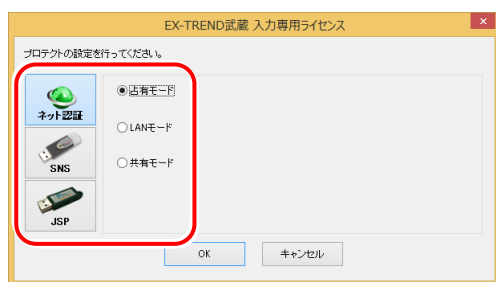 EX-TREND武蔵 入力専用ライセンス
プロテクトの設定を行ってください。
ネット認証
SNS
JSP
占有モード
LANモード
共有モード
OK
キャンセル